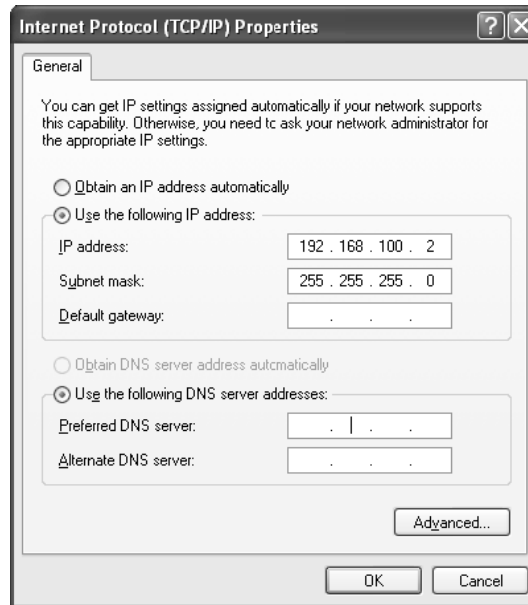 Internet Protocol (TCP/IP) Properties
General
You can get IP settings assigned automatically if your network supports
this capability. Otherwise, you need to ask your network administrator for
the appropriate IP settings.
Obtain an IP address automatically
Use the following IP address:
IP address: 192 . 168 . 100 . 2
Subnet mask: 255 . 255 . 255 . 0
Default gateway: . . .
Obtain DNS server address automatically
Use the following DNS server addresses:
Preferred DNS server: . . .
Alternate DNS server: . . .
Advanced...
OK Cancel